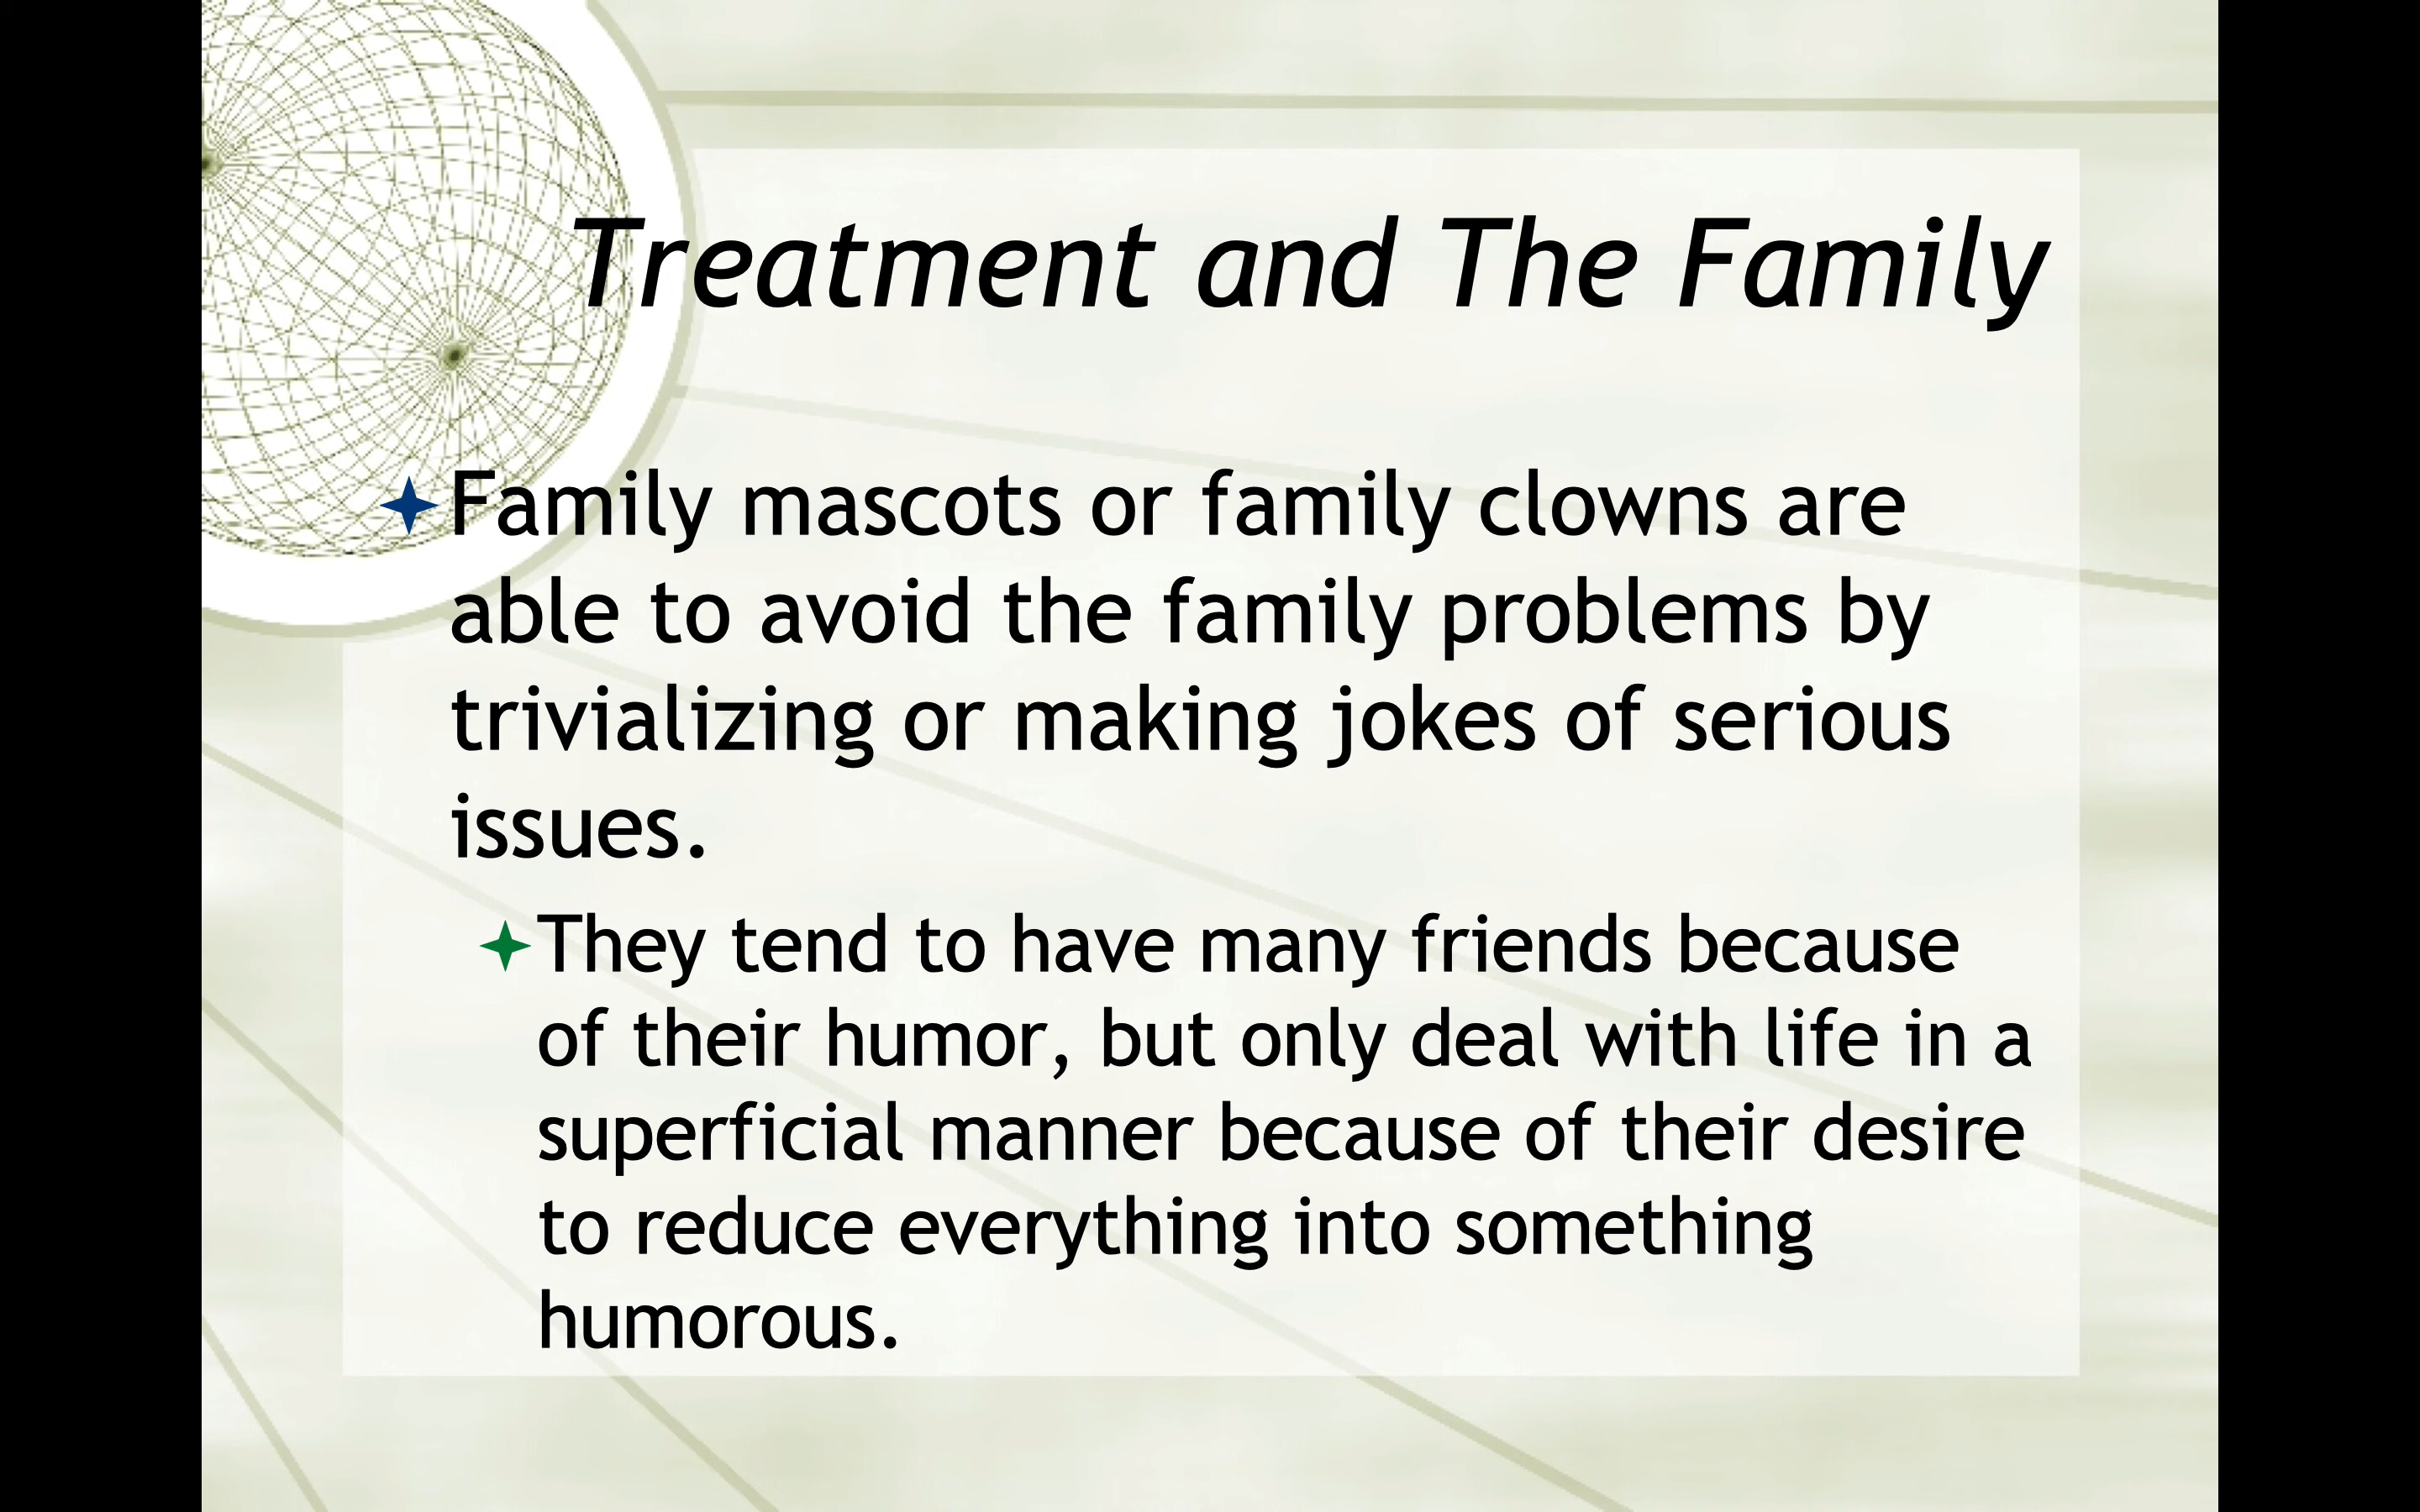 Treatment and The Family
Family mascots or family clowns are
able to avoid the family problems by
trivializing or making jokes of serious
issues.
They tend to have many friends because
of their humor, but only deal with life in a
superficial manner because of their desire
to reduce everything into something
humorous.